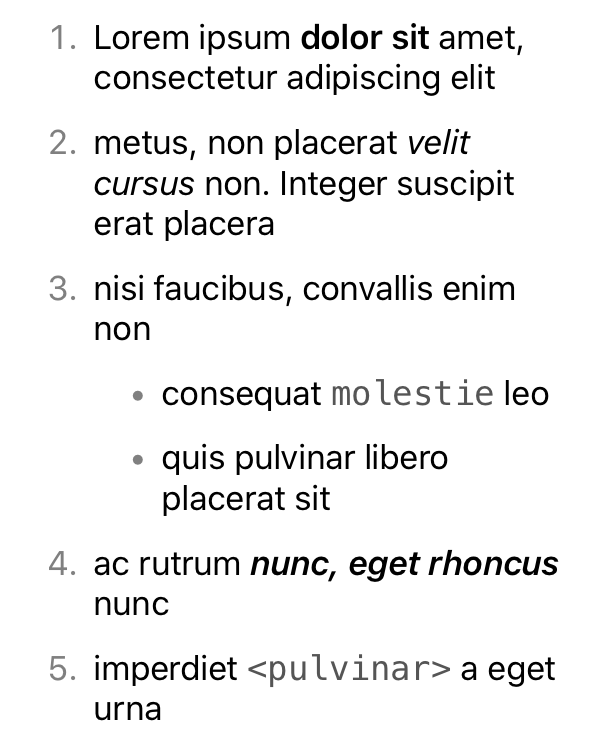 1. Lorem ipsum dolor sit amet,
consectetur adipiscing elit
2. metus, non placerat velit
cursus non. Integer suscipit
erat placera
3. nisi faucibus, convallis enim
non
• consequat molestie leo
• quis pulvinar libero
placerat sit
4. ac rutrum nunc, eget rhoncus
nunc
5. imperdiet <pulvinar> a eget
urna